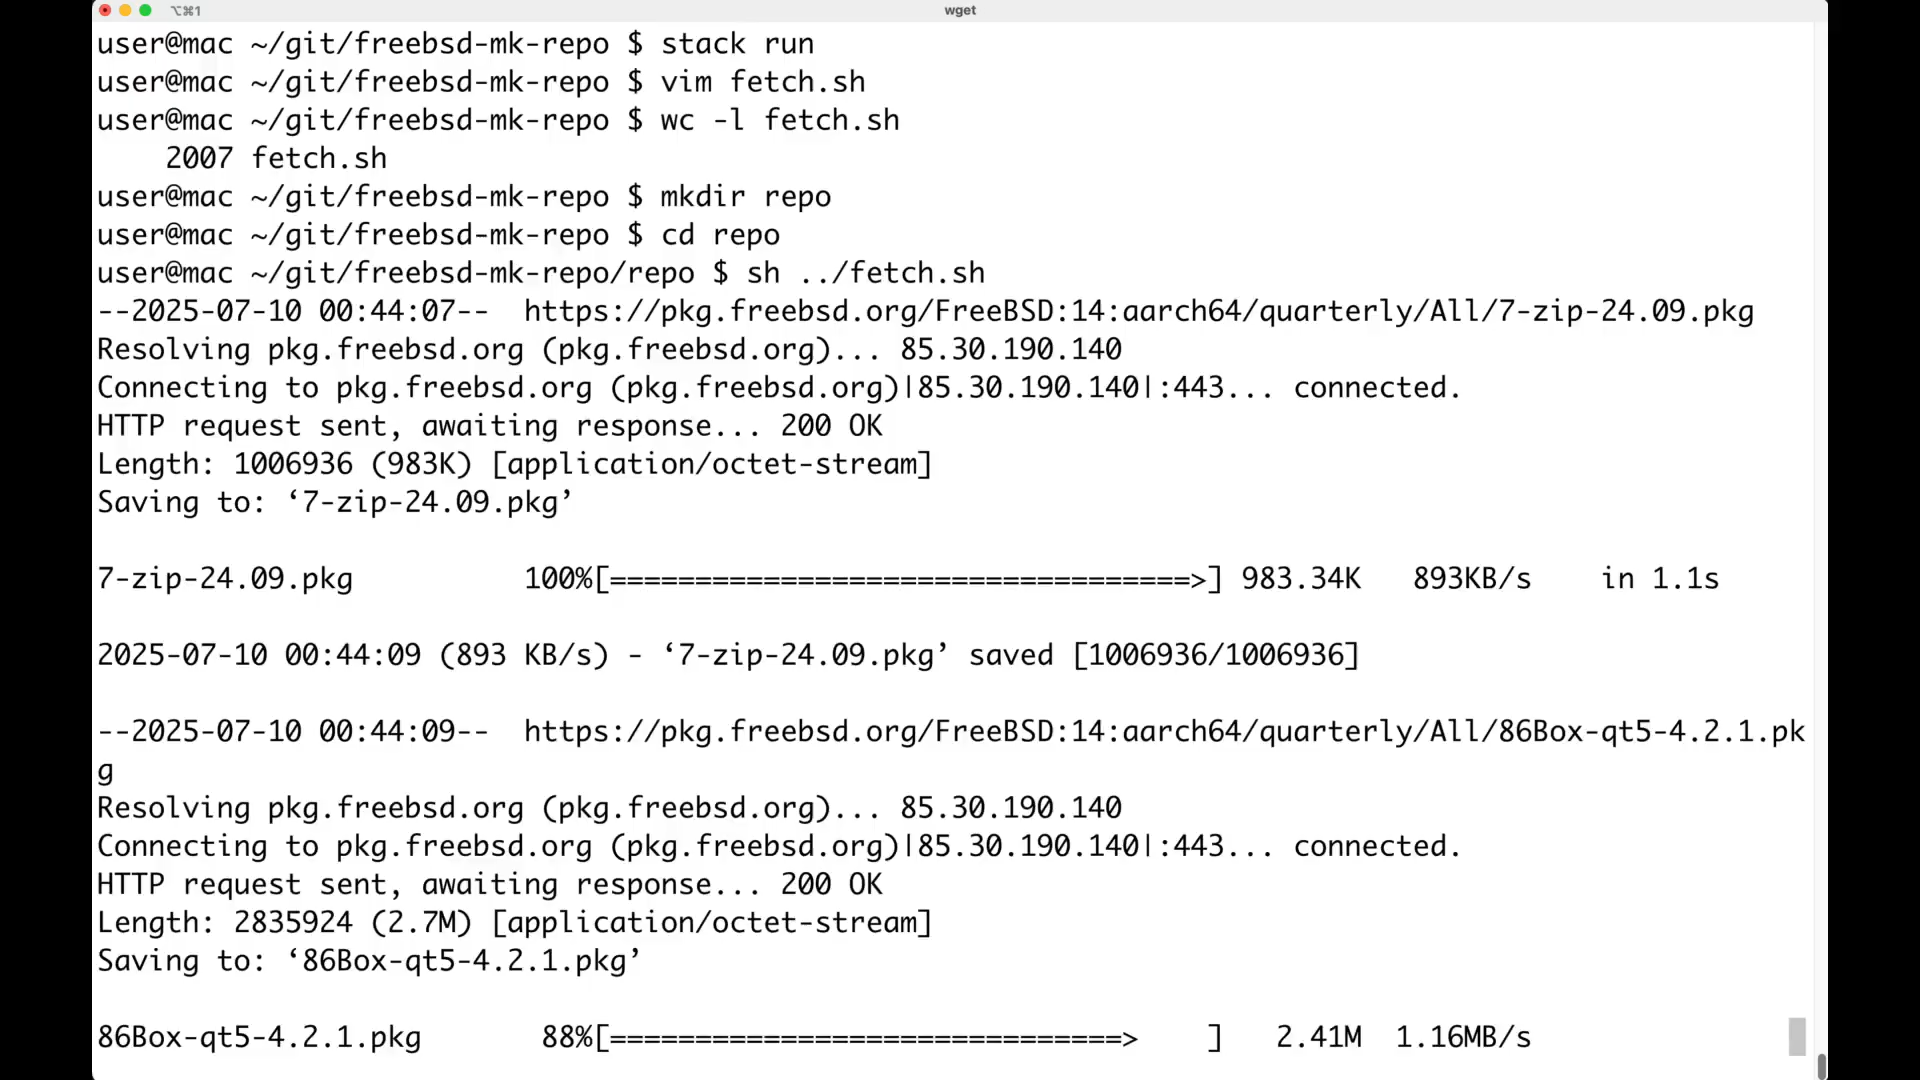 ⌥⌘1
wget
user@mac ~/git/freebsd-mk-repo $ stack run
user@mac ~/git/freebsd-mk-repo $ vim fetch.sh
user@mac ~/git/freebsd-mk-repo $ wc -l fetch.sh
    2007 fetch.sh
user@mac ~/git/freebsd-mk-repo $ mkdir repo
user@mac ~/git/freebsd-mk-repo $ cd repo
user@mac ~/git/freebsd-mk-repo/repo $ sh ../fetch.sh
--2025-07-10 00:44:07--  https://pkg.freebsd.org/FreeBSD:14:aarch64/quarterly/All/7-zip-24.09.pkg
Resolving pkg.freebsd.org (pkg.freebsd.org)... 85.30.190.140
Connecting to pkg.freebsd.org (pkg.freebsd.org)|85.30.190.140|:443... connected.
HTTP request sent, awaiting response... 200 OK
Length: 1006936 (983K) [application/octet-stream]
Saving to: ‘7-zip-24.09.pkg’
7-zip-24.09.pkg          100%[==================================>] 983.34K   893KB/s    in 1.1s
2025-07-10 00:44:09 (893 KB/s) - ‘7-zip-24.09.pkg’ saved [1006936/1006936]
--2025-07-10 00:44:09--  https://pkg.freebsd.org/FreeBSD:14:aarch64/quarterly/All/86Box-qt5-4.2.1.pk
g
Resolving pkg.freebsd.org (pkg.freebsd.org)... 85.30.190.140
Connecting to pkg.freebsd.org (pkg.freebsd.org)|85.30.190.140|:443... connected.
HTTP request sent, awaiting response... 200 OK
Length: 2835924 (2.7M) [application/octet-stream]
Saving to: ‘86Box-qt5-4.2.1.pkg’
86Box-qt5-4.2.1.pkg       88%[==============================>    ]   2.41M  1.16MB/s